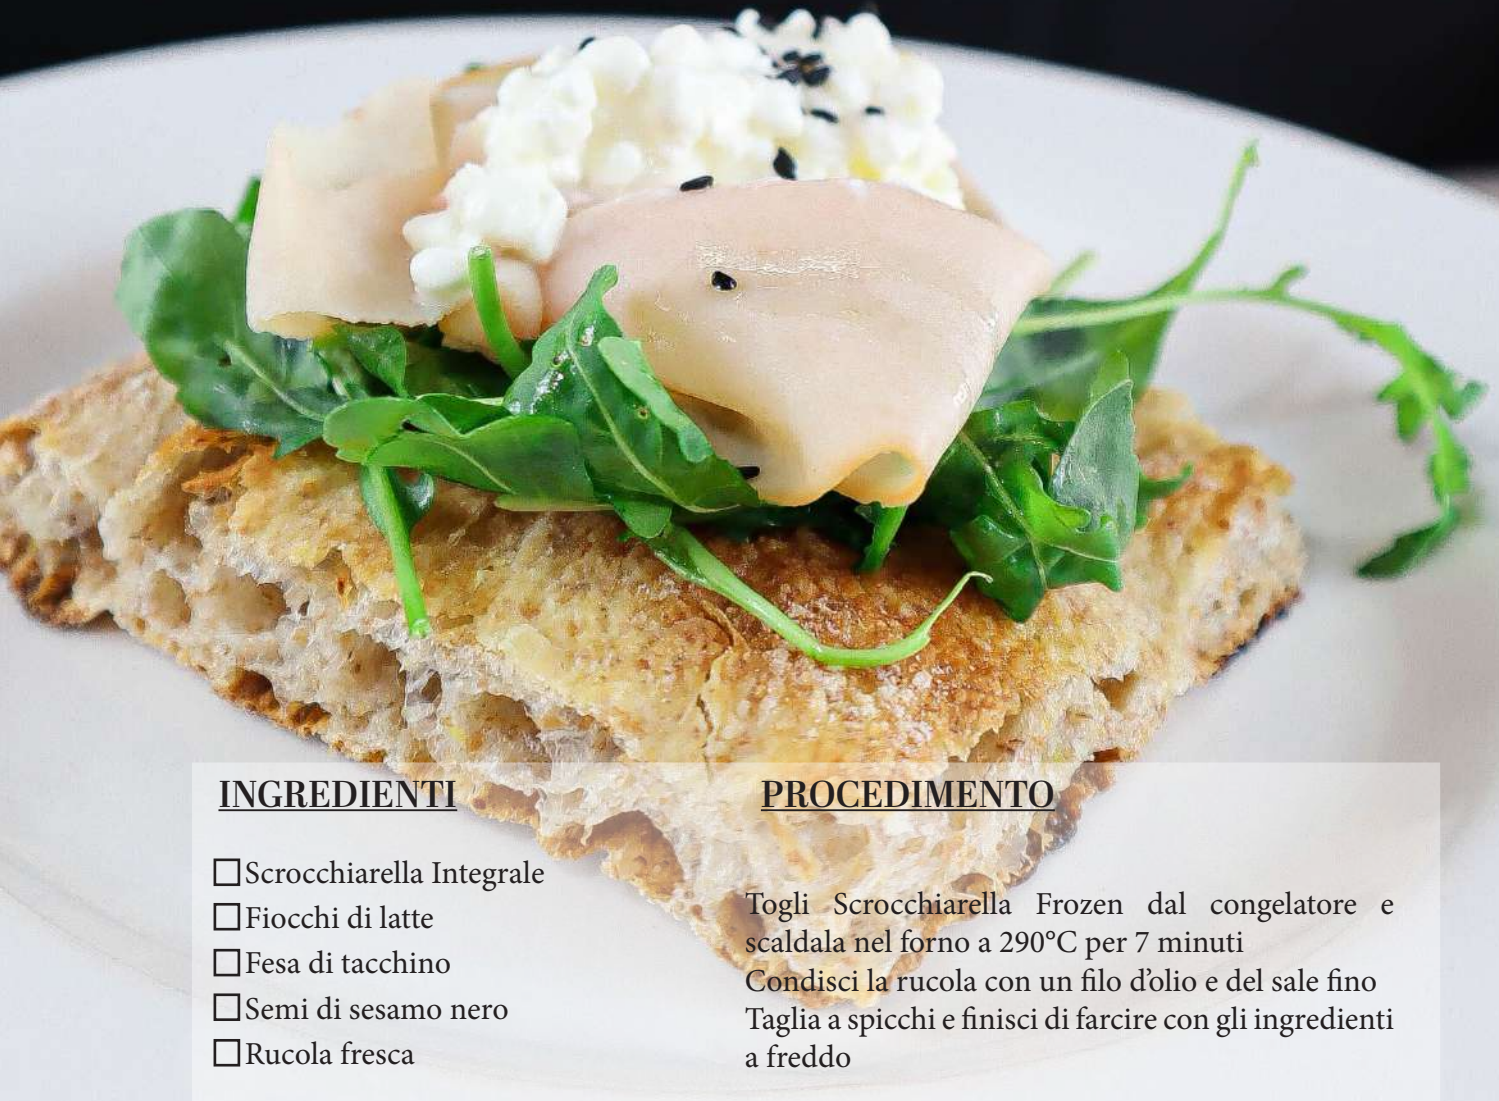 INGREDIENTI
Scrocchiarella Integrale
Fiocchi di latte
Fesa di tacchino
Semi di sesamo nero
Rucola fresca
PROCEDIMENTO
Togli Scrocchiarella Frozen dal congelatore e
scaldala nel forno a 290°C per 7 minuti
Condisci la rucola con un filo d'olio e del sale fino
Taglia a spicchi e finisci di farcire con gli ingredienti
a freddo